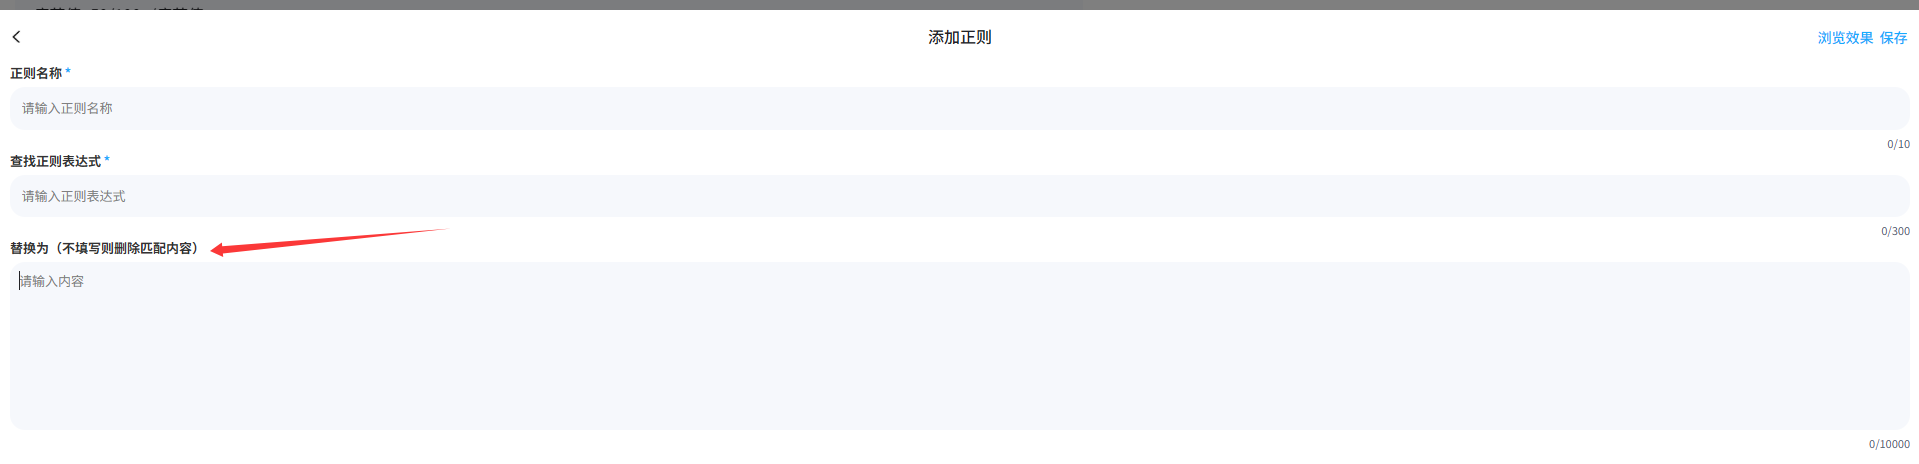 添加正则
浏览效果 保存
正则名称 *
请输入正则名称
0/10
查找正则表达式 *
请输入正则表达式
0/300
替换为（不填写则删除匹配内容）
请输入内容
0/10000